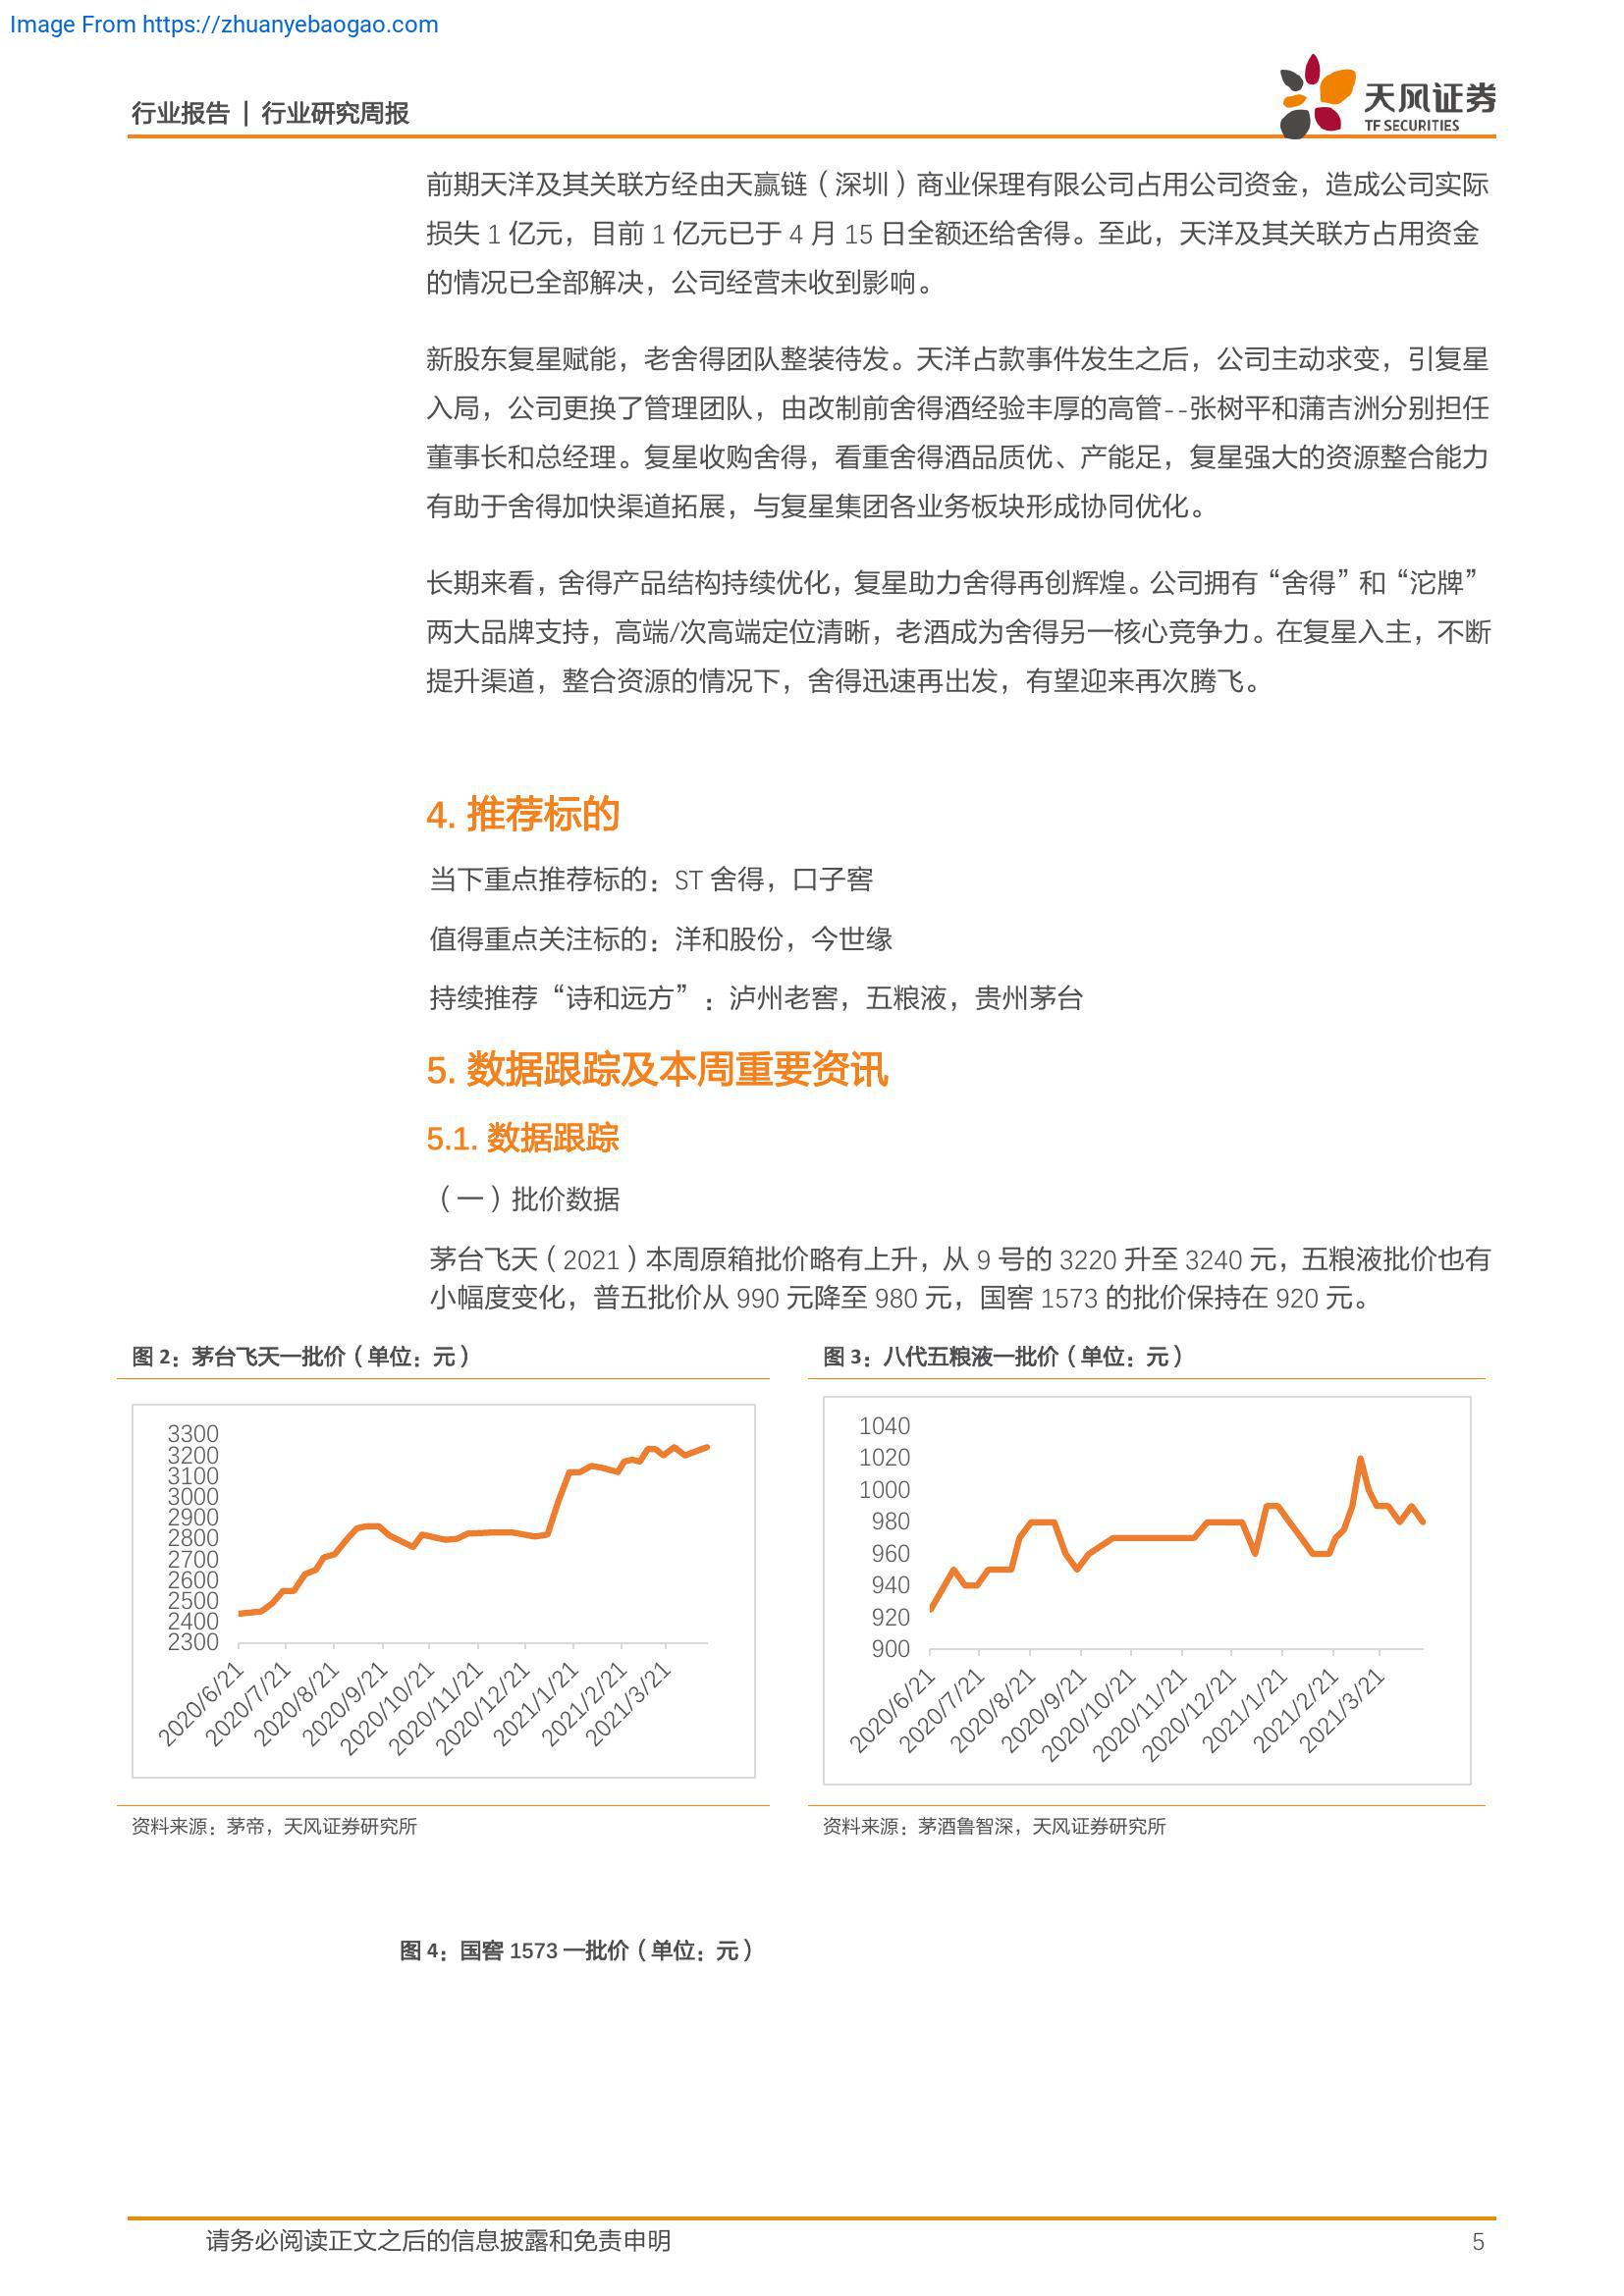 Image From https://zhuanyebaogao.com
行业报告 | 行业研究周报
天风证券
TF SECURITIES
前期天洋及其关联方经由天赢链（深圳）商业保理有限公司占用公司资金，造成公司实际
损失 1 亿元，目前 1 亿元已于 4 月 15 日全额还给舍得。至此，天洋及其关联方占用资金
的情况已全部解决，公司经营未收到影响。
新股东复星赋能，老舍得团队整装待发。天洋占款事件发生之后，公司主动求变，引复星
入局，公司更换了管理团队，由改制前舍得酒经验丰厚的高管--张树平和蒲吉洲分别担任
董事长和总经理。复星收购舍得，看重舍得酒品质优、产能足，复星强大的资源整合能力
有助于舍得加快渠道拓展，与复星集团各业务板块形成协同优化。
长期来看，舍得产品结构持续优化，复星助力舍得再创辉煌。公司拥有“舍得”和“沱牌”
两大品牌支持，高端/次高端定位清晰，老酒成为舍得另一核心竞争力。在复星入主，不断
提升渠道，整合资源的情况下，舍得迅速再出发，有望迎来再次腾飞。
4. 推荐标的
当下重点推荐标的：ST 舍得，口子窖
值得重点关注标的：洋和股份，今世缘
持续推荐“诗和远方”：泸州老窖，五粮液，贵州茅台
5. 数据跟踪及本周重要资讯
5.1. 数据跟踪
（一）批价数据
茅台飞天（2021）本周原箱批价略有上升，从 9 号的 3220 升至 3240 元，五粮液批价也有
小幅度变化，普五批价从 990 元降至 980 元，国窖 1573 的批价保持在 920 元。
图 2：茅台飞天一批价（单位：元）
3300
3200
3100
3000
2900
2800
2700
2600
2500
2400
2300
2020/6/21
2020/7/21
2020/8/21
2020/9/21
2020/10/21
2020/11/21
2020/12/21
2021/1/21
2021/2/21
2021/3/21
资料来源：茅帝，天风证券研究所
图 3：八代五粮液一批价（单位：元）
1040
1020
1000
980
960
940
920
900
2020/6/21
2020/7/21
2020/8/21
2020/9/21
2020/10/21
2020/11/21
2020/12/21
2021/1/21
2021/2/21
2021/3/21
资料来源：茅酒鲁智深，天风证券研究所
图 4：国窖 1573 一批价（单位：元）
请务必阅读正文之后的信息披露和免责申明
5